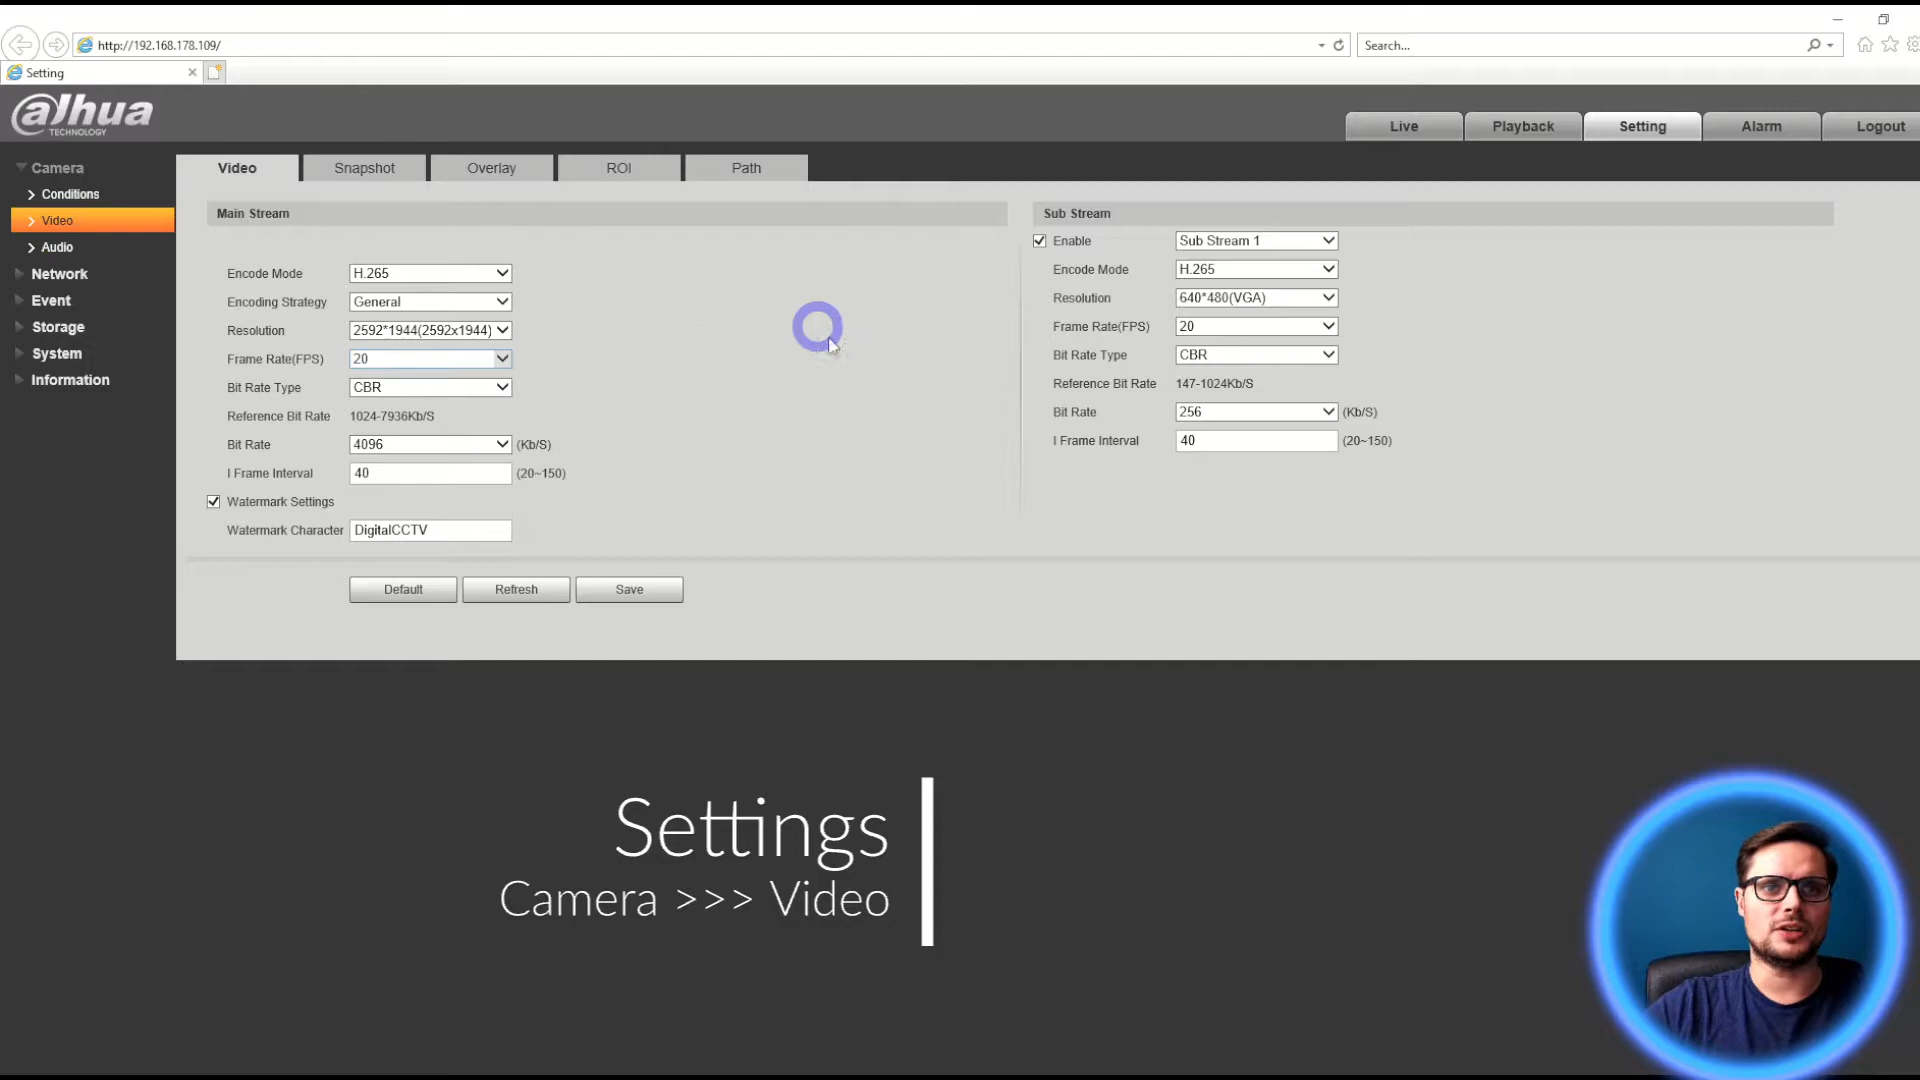 http://192.168.178.109/
Search...
Setting
alhua
TECHNOLOGY
Live Playback Setting Alarm Logout
Camera
Conditions
Video
Audio
Network
Event
Storage
System
Information
Video Snapshot Overlay ROI Path
Main Stream
Encode Mode H.265
Encoding Strategy General
Resolution 2592*1944(2592x1944)
Frame Rate(FPS) 20
Bit Rate Type CBR
Reference Bit Rate 1024-7936Kb/S
Bit Rate 4096 (Kb/S)
I Frame Interval 40 (20~150)
Watermark Settings
Watermark Character DigitalCCTV
Default Refresh Save
Sub Stream
Enable Sub Stream 1
Encode Mode H.265
Resolution 640*480(VGA)
Frame Rate(FPS) 20
Bit Rate Type CBR
Reference Bit Rate 147-1024Kb/S
Bit Rate 256 (Kb/S)
I Frame Interval 40 (20~150)
Settings
Camera >>> Video